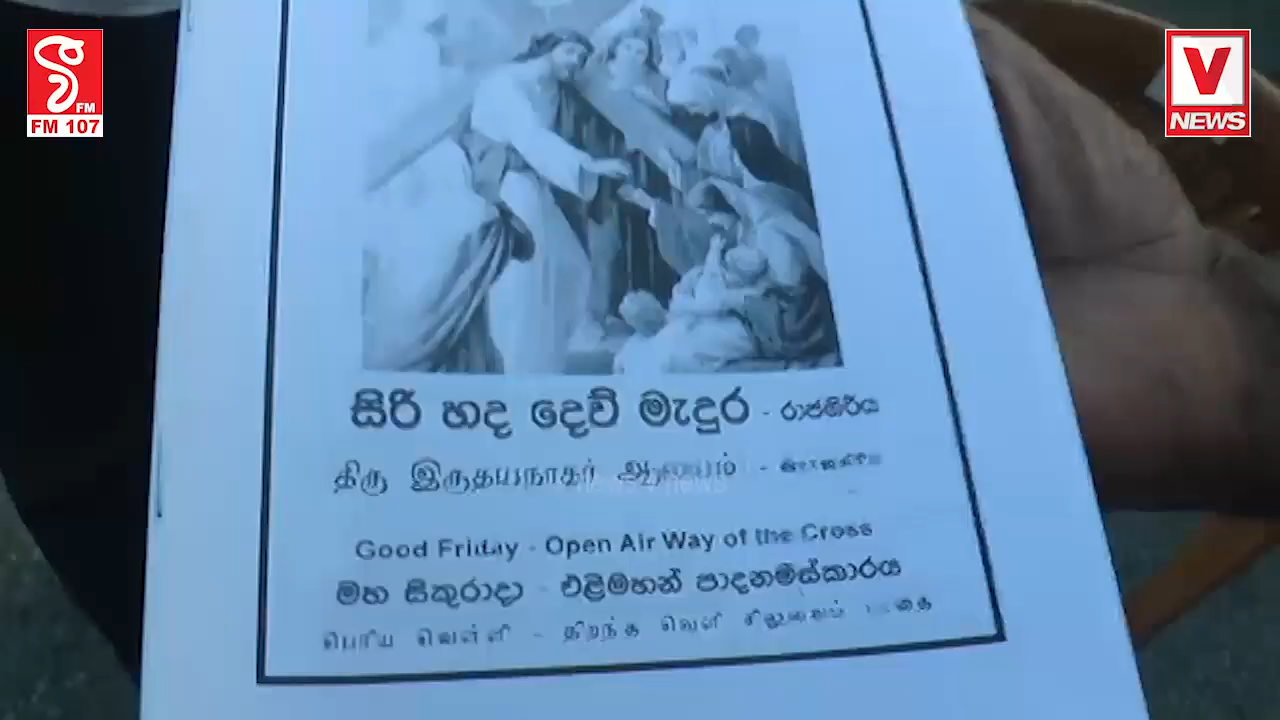 FM
FM 107
V
NEWS
සිරි හද දෙව් මැදුර - රාජගිරිය
திரு இருதயநாதர் ஆலயம் -
Good Friday - Open Air Way of the Cross
මහ සිකුරාදා - එළිමහන් පාදනමස්කාරය
பெரிய வெள்ளி - திறந்த வெளி சிலுவைப்